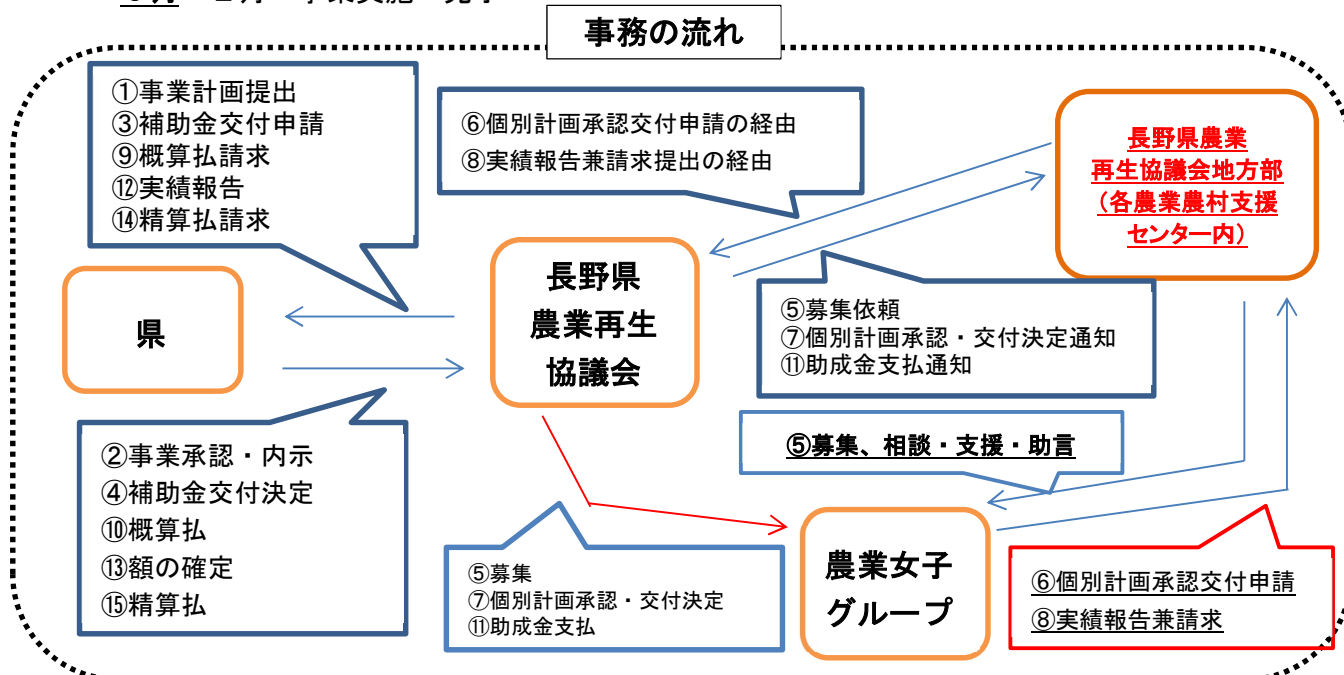 事務の流れ
①事業計画提出
③補助金交付申請
⑨概算払請求
⑫実績報告
⑭精算払請求
⑥個別計画承認交付申請の経由
⑧実績報告兼請求提出の経由
長野県農業
再生協議会地方部
（各農業農村支援
センター内）
県
長野県
農業再生
協議会
⑤募集依頼
⑦個別計画承認・交付決定通知
⑪助成金支払通知
②事業承認・内示
④補助金交付決定
⑩概算払
⑬額の確定
⑮精算払
⑤募集、相談・支援・助言
⑤募集
⑦個別計画承認・交付決定
⑪助成金支払
農業女子
グループ
⑥個別計画承認交付申請
⑧実績報告兼請求